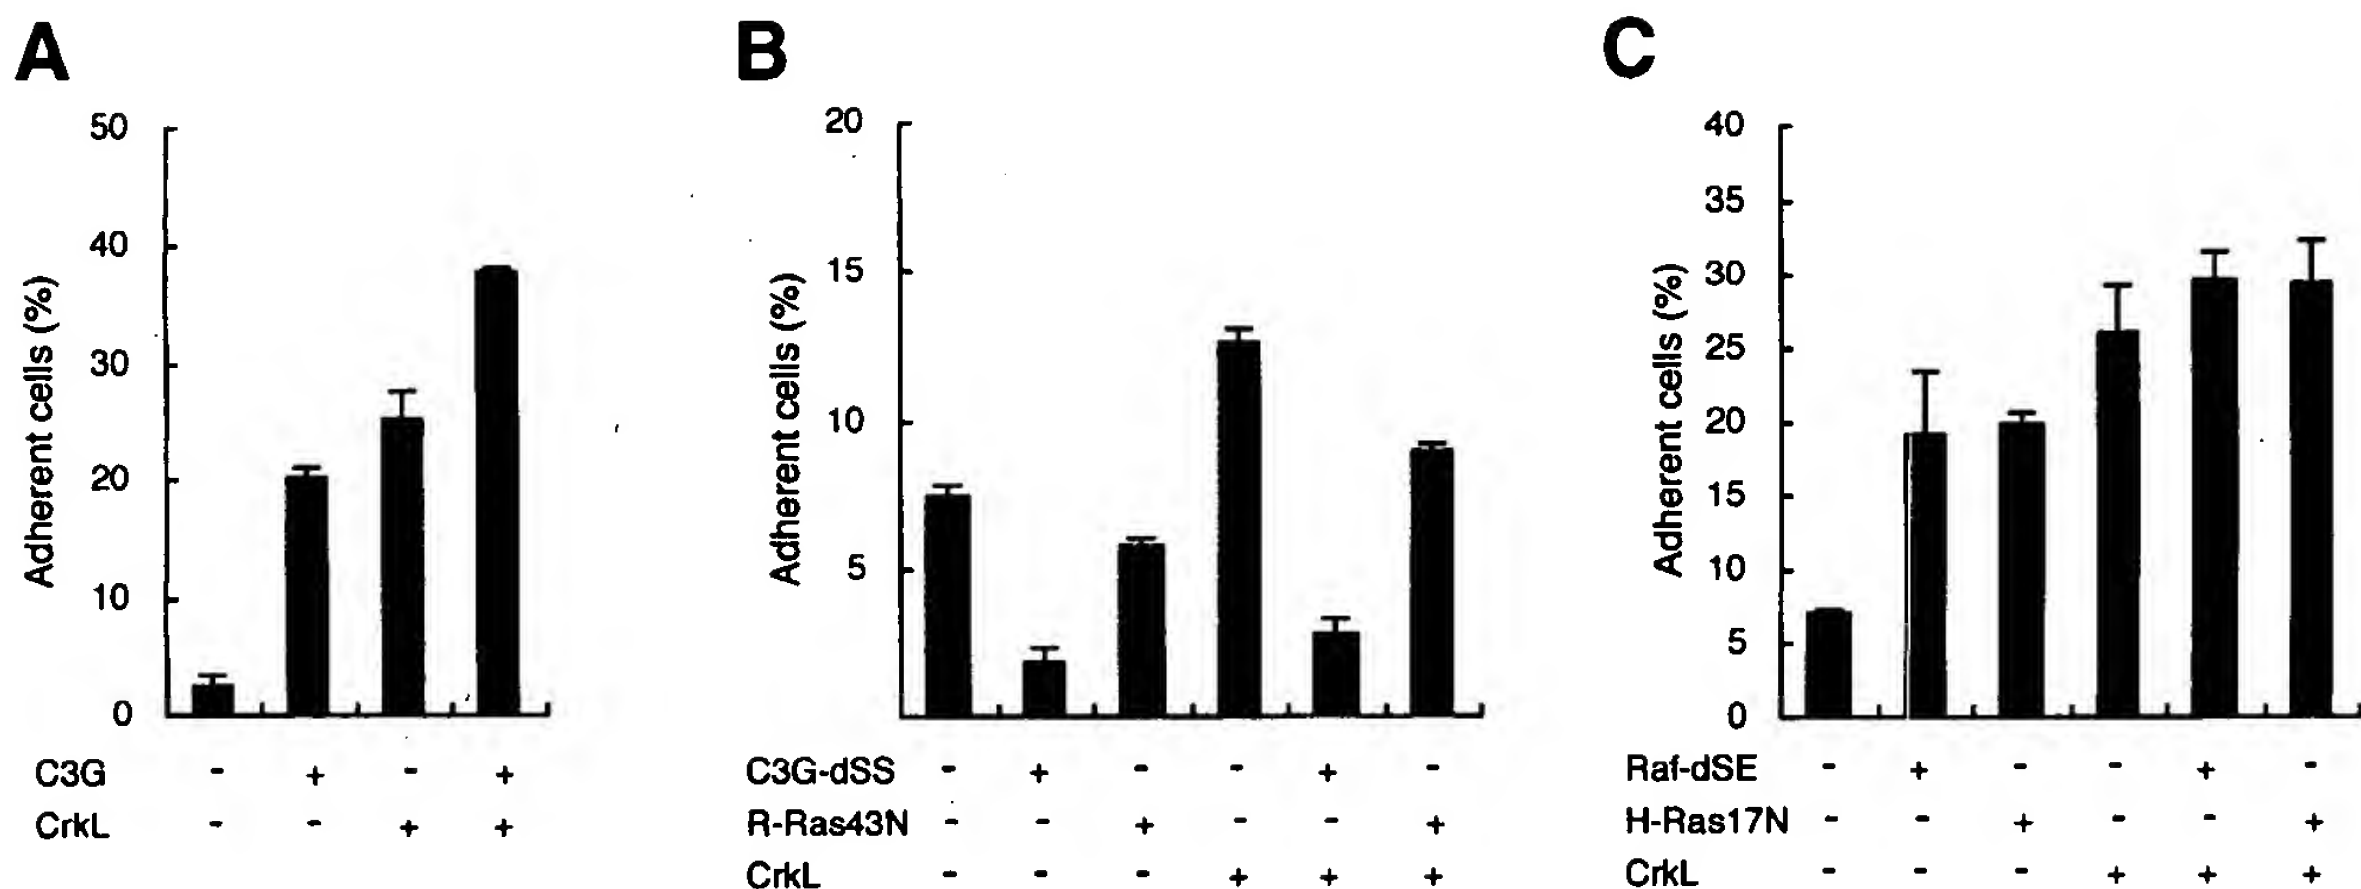 A
B
C
Adherent cells (%)
50
40
30
20
10
0
C3G - + - +
CrkL - - + +
Adherent cells (%)
20
15
10
5
C3G-dSS - + - - + -
R-Ras43N - - + - - +
CrkL - - - + + +
Adherent cells (%)
40
35
30
25
20
15
10
5
0
Raf-dSE - + - - + -
H-Ras17N - - + - - +
CrkL - - - + + +